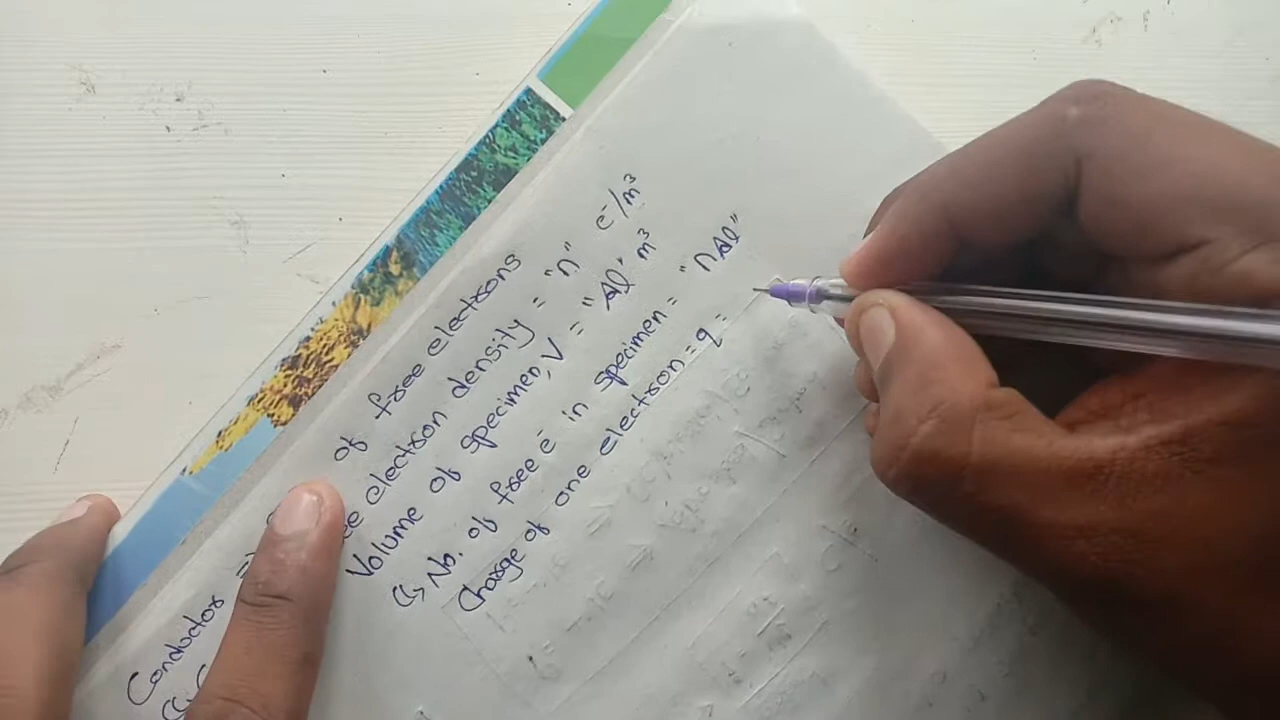 Conductor => of free electrons
electron density = "n" e⁻/m³
Volume of specimen, V = "Al" m³
↳ No. of free e⁻ in specimen = "nAl"
Charge of one electron = q =